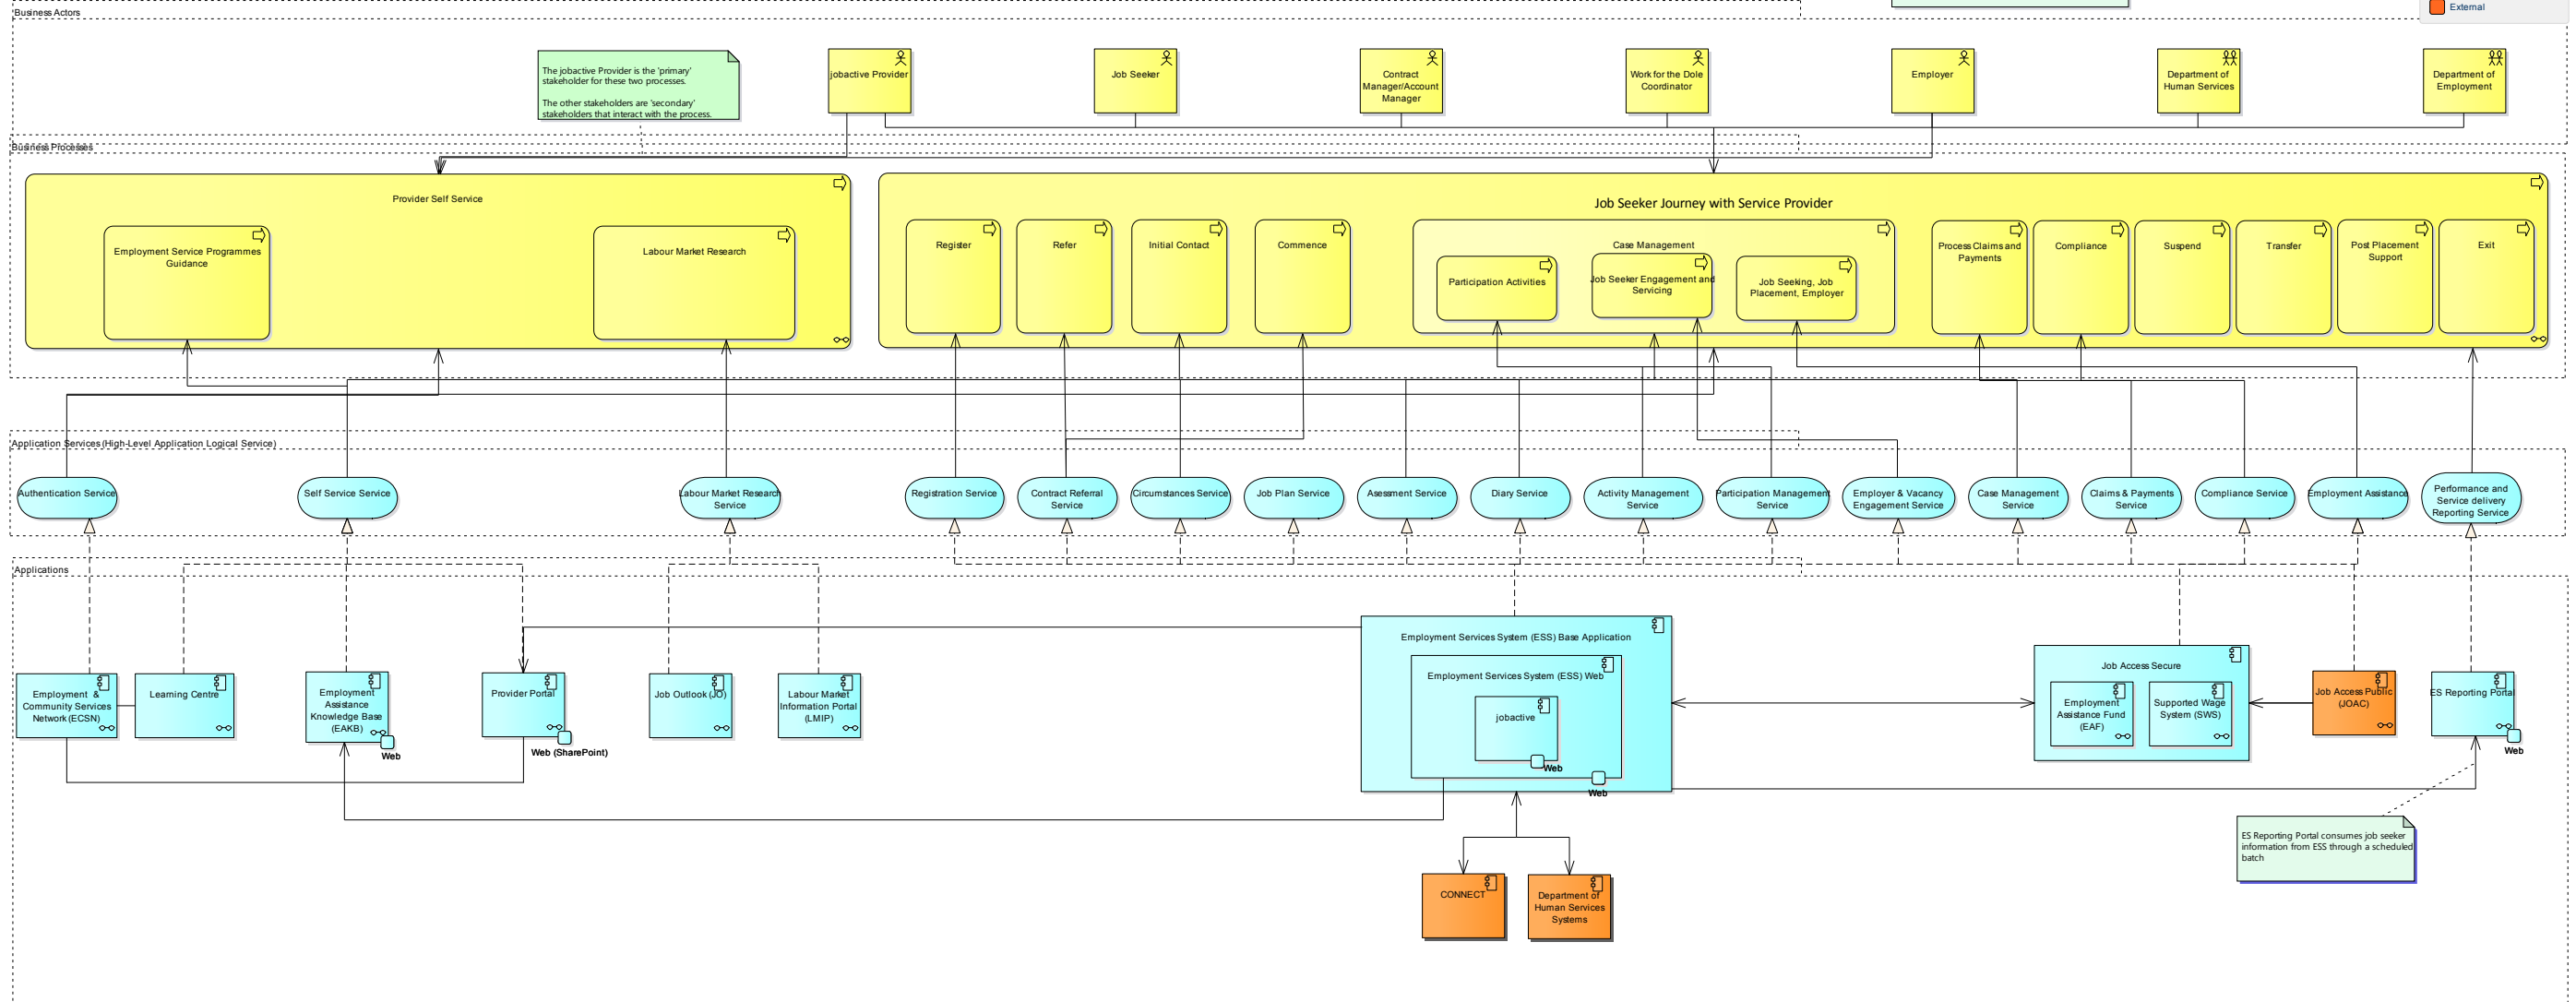 Business Actors
External
The jobactive Provider is the 'primary'
stakeholder for these two processes.
The other stakeholders are 'secondary'
stakeholders that interact with the process.
jobactive Provider
Job Seeker
Contract
Manager/Account
Manager
Work for the Dole
Coordinator
Employer
Department of
Human Services
Department of
Employment
Business Processes
Provider Self Service
Employment Service Programmes
Guidance
Labour Market Research
Job Seeker Journey with Service Provider
Register
Refer
Initial Contact
Commence
Case Management
Participation Activities
Job Seeker Engagement and
Servicing
Job Seeking, Job
Placement, Employer
Process Claims and
Payments
Compliance
Suspend
Transfer
Post Placement
Support
Exit
Application Services (High-Level Application Logical Service)
Authentication Service
Self Service Service
Labour Market Research
Service
Registration Service
Contract Referral
Service
Circumstances Service
Job Plan Service
Asessment Service
Diary Service
Activity Management
Service
Participation Management
Service
Employer & Vacancy
Engagement Service
Case Management
Service
Claims & Payments
Service
Compliance Service
Employment Assistance
Performance and
Service delivery
Reporting Service
Applications
Employment &
Community Services
Network (ECSN)
Learning Centre
Employment
Assistance
Knowledge Base
(EAKB)
Web
Provider Portal
Web (SharePoint)
Job Outlook (JO)
Labour Market
Information Portal
(LMIP)
Employment Services System (ESS) Base Application
Employment Services System (ESS) Web
jobactive
Web
Web
Job Access Secure
Employment
Assistance Fund
(EAF)
Supported Wage
System (SWS)
Job Access Public
(JOAC)
ES Reporting Portal
Web
ES Reporting Portal consumes job seeker
information from ESS through a scheduled
batch
CONNECT
Department of
Human Services
Systems